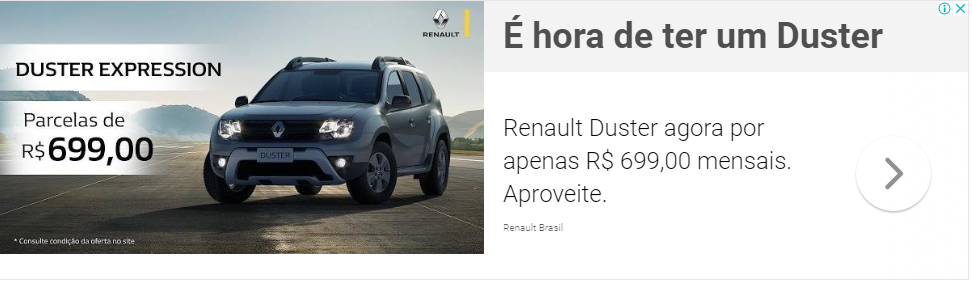 RENAULT
DUSTER EXPRESSION
Parcelas de
R$ 699,00
DUSTER
* Consulte condição da oferta no site
É hora de ter um Duster
Renault Duster agora por
apenas R$ 699,00 mensais.
Aproveite.
Renault Brasil